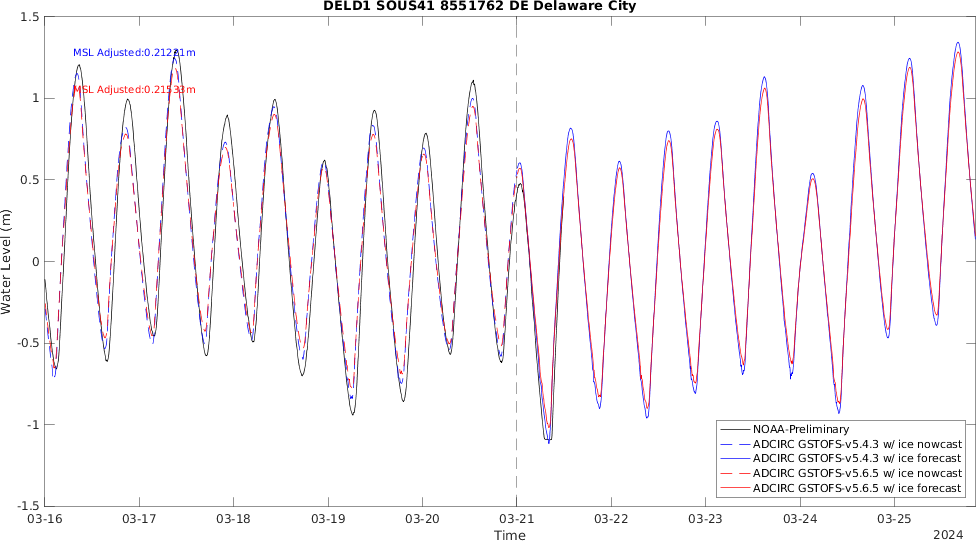 DELD1 SOUS41 8551762 DE Delaware City
1.5
1
0.5
0
-0.5
-1
-1.5
Water Level (m)
MSL Adjusted:0.21221m
MSL Adjusted:0.21533m
NOAA-Preliminary
ADCIRC GSTOFS-v5.4.3 w/ ice nowcast
ADCIRC GSTOFS-v5.4.3 w/ ice forecast
ADCIRC GSTOFS-v5.6.5 w/ ice nowcast
ADCIRC GSTOFS-v5.6.5 w/ ice forecast
03-16 03-17 03-18 03-19 03-20 03-21 03-22 03-23 03-24 03-25
Time
2024